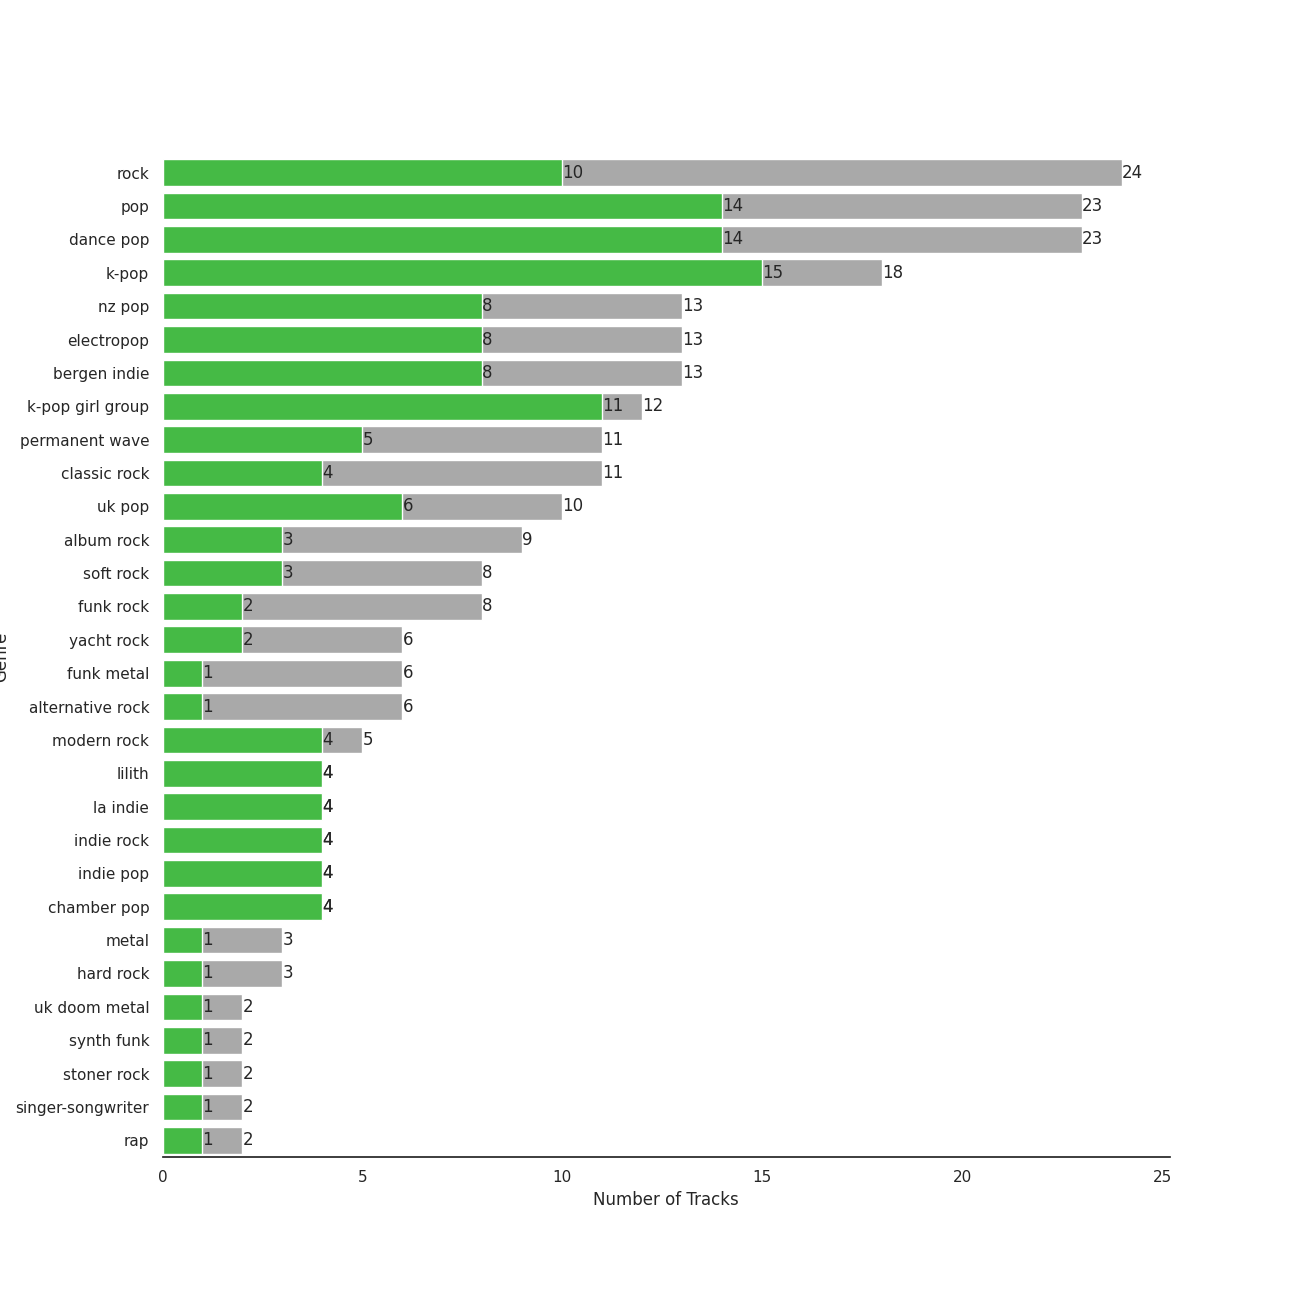 rock 10 24
pop 14 23
dance pop 14 23
k-pop 15 18
nz pop 8 13
electropop 8 13
bergen indie 8 13
k-pop girl group 11 12
permanent wave 5 11
classic rock 4 11
uk pop 6 10
album rock 3 9
soft rock 3 8
funk rock 2 8
yacht rock 2 6
Genre
funk metal 1 6
alternative rock 1 6
modern rock 4 5
lilith 4
la indie 4
indie rock 4
indie pop 4
chamber pop 4
metal 1 3
hard rock 1 3
uk doom metal 1 2
synth funk 1 2
stoner rock 1 2
singer-songwriter 1 2
rap 1 2
0 5 10 15 20 25
Number of Tracks